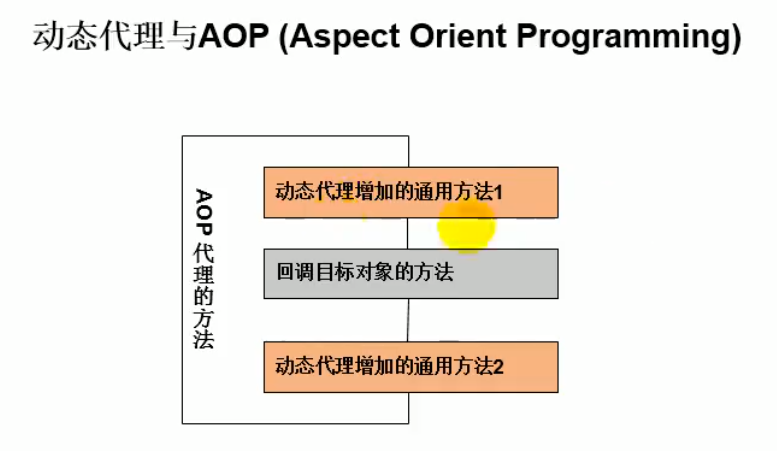 动态代理与AOP (Aspect Orient Programming)
AOP代理的方法
动态代理增加的通用方法1
回调目标对象的方法
动态代理增加的通用方法2